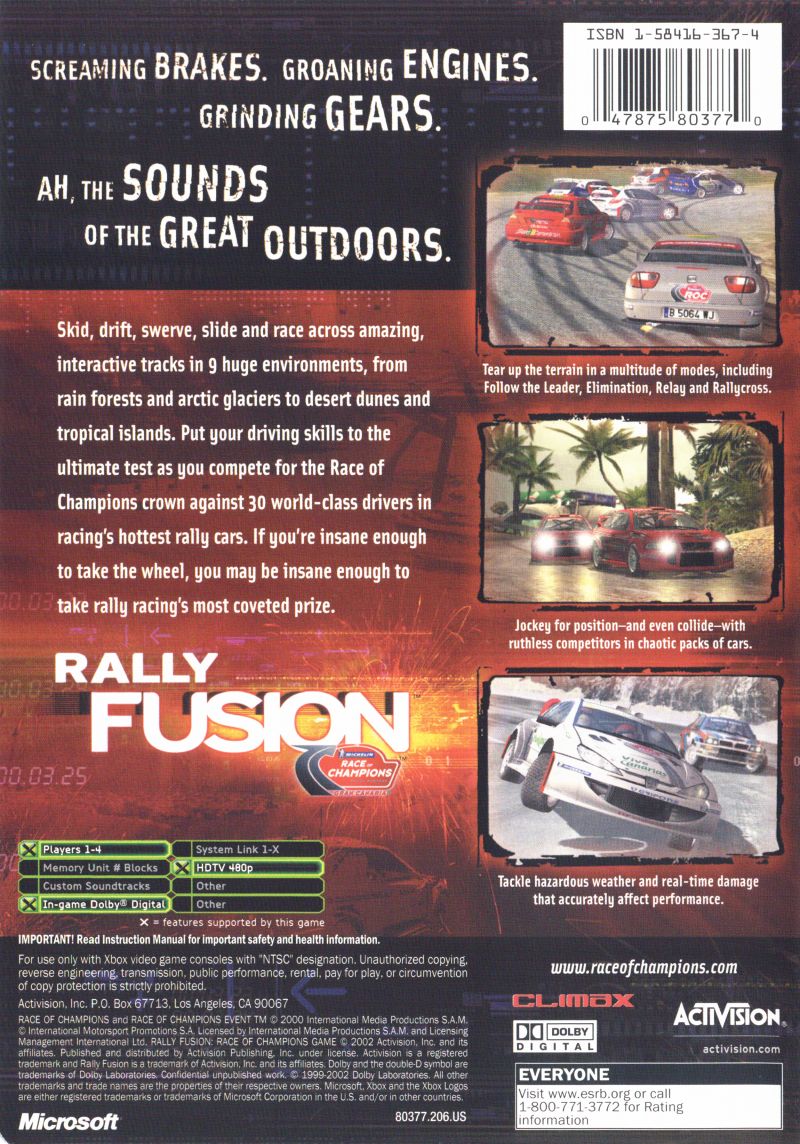 SCREAMING BRAKES. GROANING ENGINES.
GRINDING GEARS.
AH, THE SOUNDS
OF THE GREAT OUTDOORS.
ISBN 1-58416-367-4
0 47875 80377 0
Skid, drift, swerve, slide and race across amazing,
interactive tracks in 9 huge environments, from
rain forests and arctic glaciers to desert dunes and
tropical islands. Put your driving skills to the
ultimate test as you compete for the Race of
Champions crown against 30 world-class drivers in
racing's hottest rally cars. If you're insane enough
to take the wheel, you may be insane enough to
take rally racing's most coveted prize.
ROC
B 5064 WJ
Tear up the terrain in a multitude of modes, including
Follow the Leader, Elimination, Relay and Rallycross.
Jockey for position—and even collide—with
ruthless competitors in chaotic packs of cars.
Viva
Canarias
Tackle hazardous weather and real-time damage
that accurately affect performance.
00.03
00.03.25
RALLY
FUSION™
MICHELIN
RACE OF
CHAMPIONS™
GRAN CANARIA
X Players 1-4
Memory Unit # Blocks
Custom Soundtracks
X In-game Dolby® Digital
System Link 1-X
X HDTV 480p
Other
Other
X = features supported by this game
IMPORTANT! Read Instruction Manual for important safety and health information.
For use only with Xbox video game consoles with "NTSC" designation. Unauthorized copying,
reverse engineering, transmission, public performance, rental, pay for play, or circumvention
of copy protection is strictly prohibited.
Activision, Inc. P.O. Box 67713, Los Angeles, CA 90067
RACE OF CHAMPIONS and RACE OF CHAMPIONS EVENT TM © 2000 International Media Productions S.A.M.
© International Motorsport Promotions S.A. Licensed by International Media Productions S.A.M. and Licensing
Management International Ltd. RALLY FUSION: RACE OF CHAMPIONS GAME © 2002 Activision, Inc. and its
affiliates. Published and distributed by Activision Publishing, Inc. under license. Activision is a registered
trademark and Rally Fusion is a trademark of Activision, Inc. and its affiliates. Dolby and the double-D symbol are
trademarks of Dolby Laboratories. Confidential unpublished work. © 1999-2002 Dolby Laboratories. All other
trademarks and trade names are the properties of their respective owners. Microsoft, Xbox and the Xbox Logos
are either registered trademarks or trademarks of Microsoft Corporation in the U.S. and/or in other countries.
Microsoft®
80377.206.US
www.raceofchampions.com
CLIMAX
DOLBY
DIGITAL
ACTIVISION®
activision.com
EVERYONE
Visit www.esrb.org or call
1-800-771-3772 for Rating
information